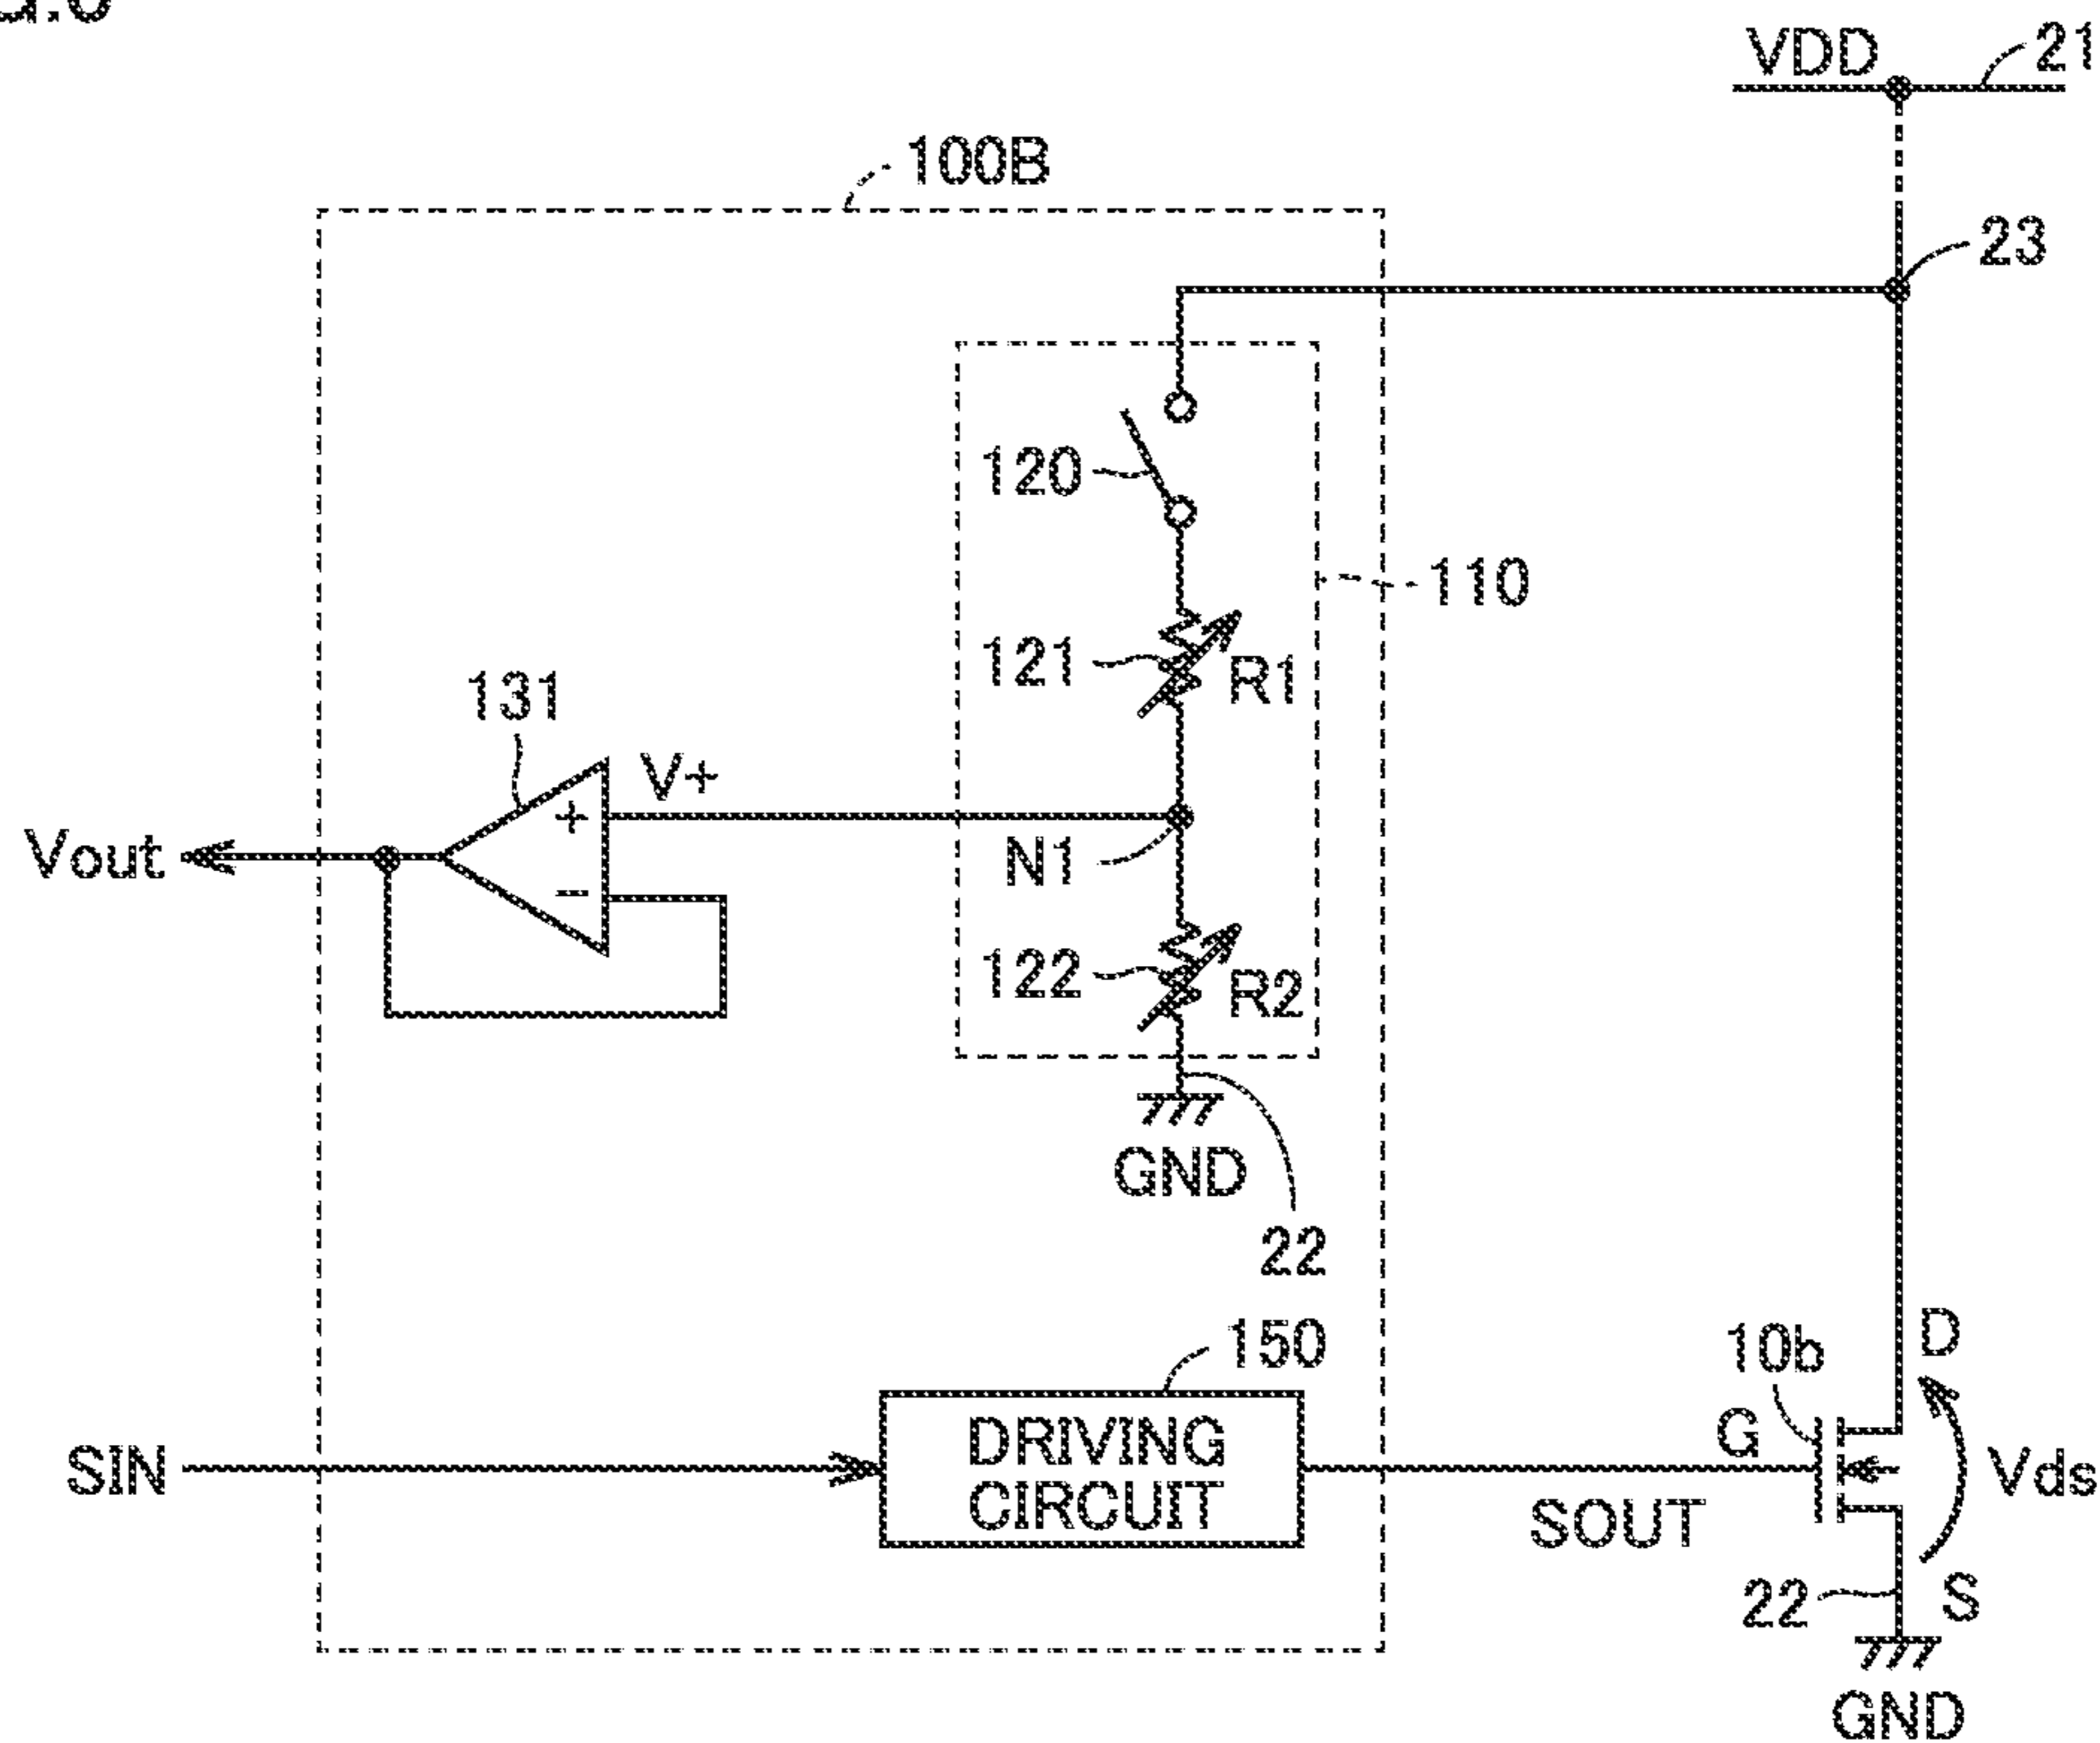 VDD
21
100B
23
120
110
121
R1
131
V+
Vout
+
−
N1
122
R2
GND
22
150
10b
D
DRIVING
CIRCUIT
G
SIN
Vds
SOUT
22
S
GND